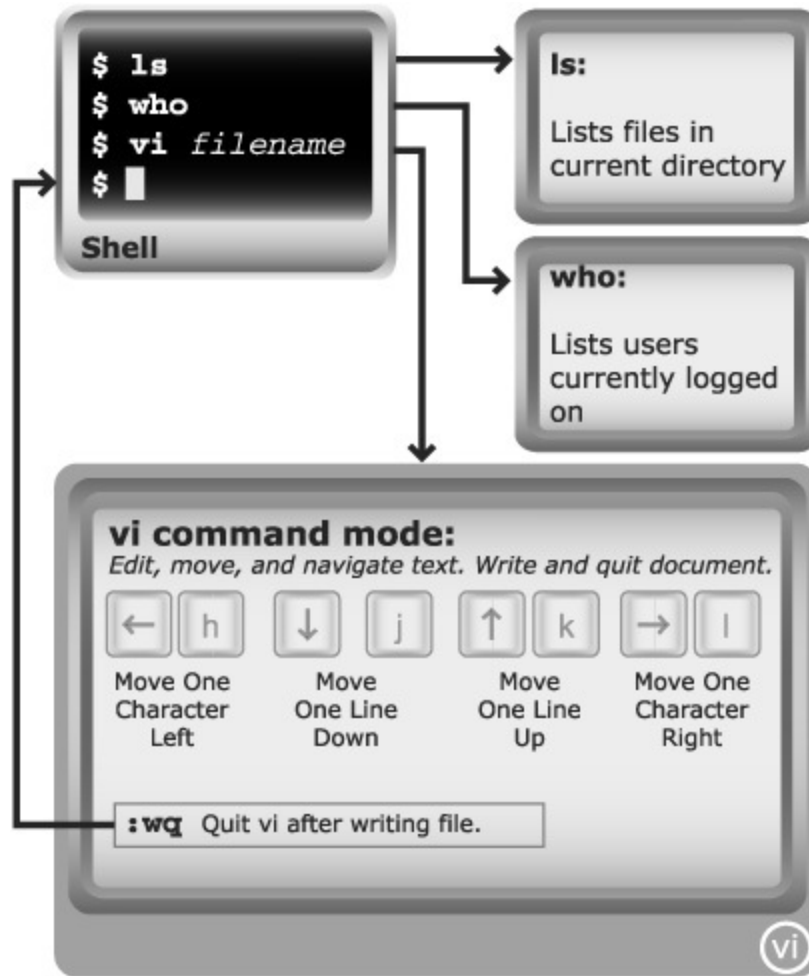 $ ls
$ who
$ vi filename
$
Shell
ls:
Lists files in
current directory
who:
Lists users
currently logged
on
vi command mode:
Edit, move, and navigate text. Write and quit document.
← h ↓ j ↑ k → l
Move One Character Left
Move One Line Down
Move One Line Up
Move One Character Right
:wq Quit vi after writing file.
vi